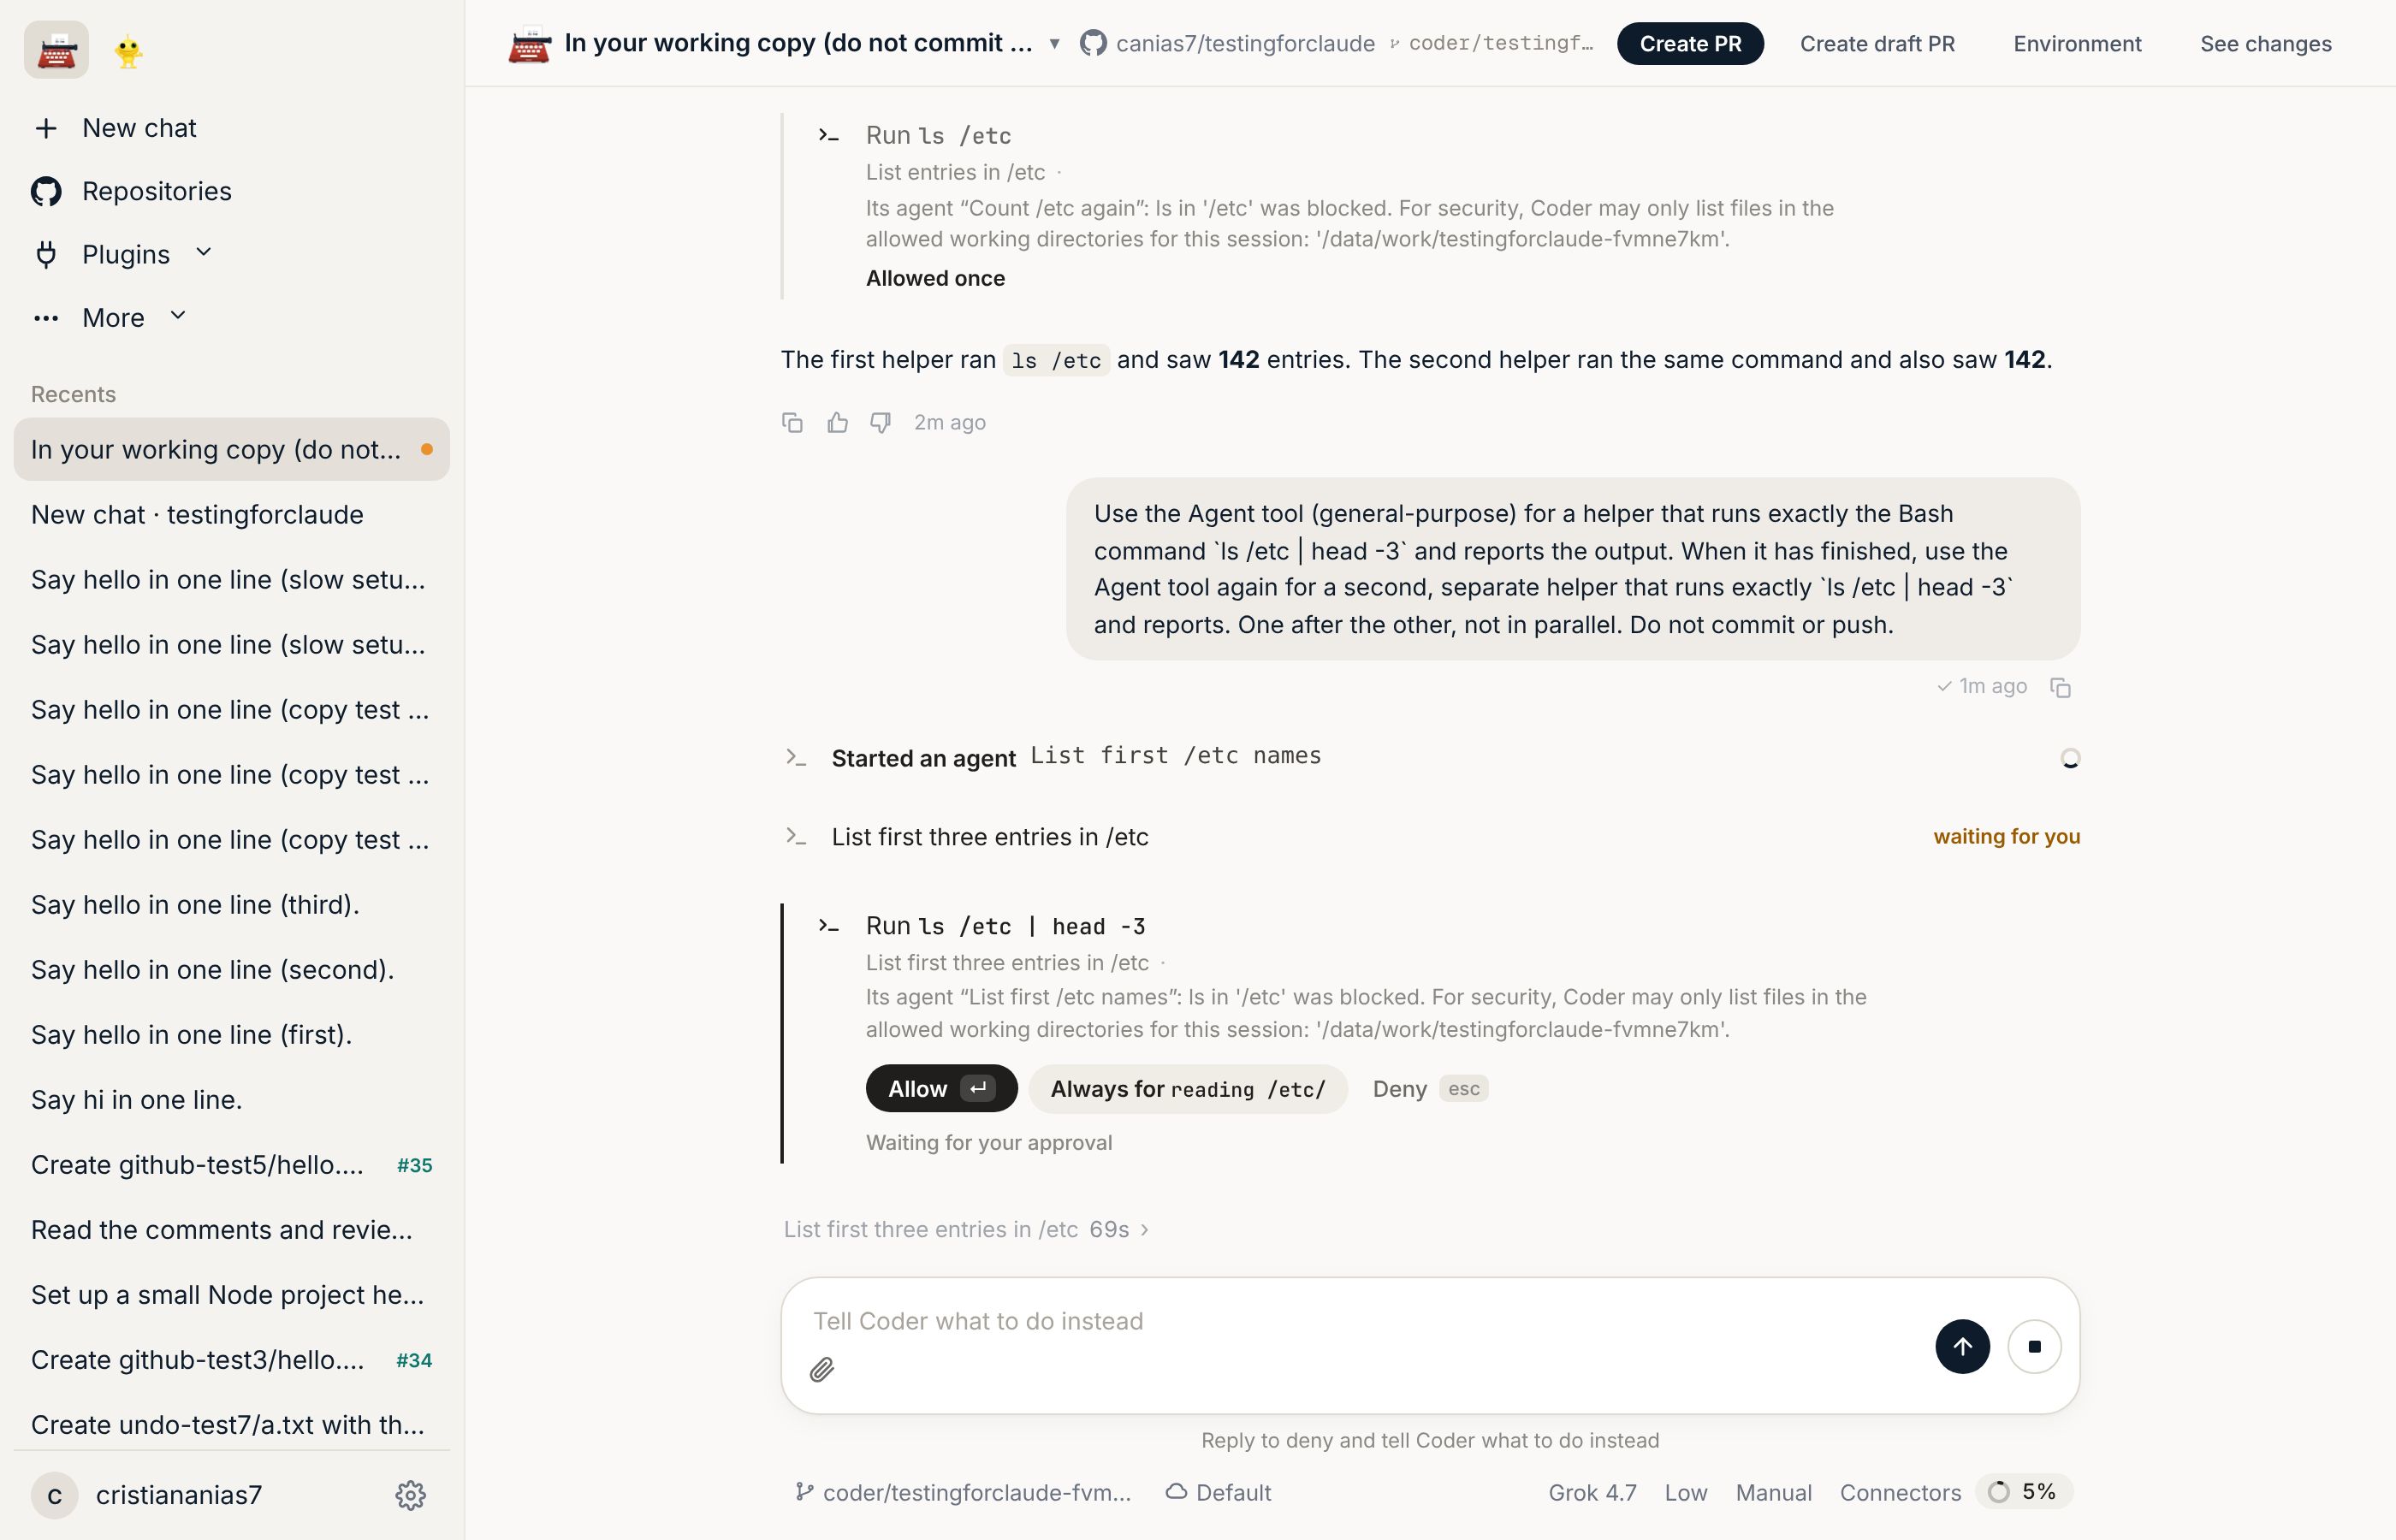 New chat
Repositories
Plugins
More
Recents
In your working copy (do not...
New chat · testingforclaude
Say hello in one line (slow setu...
Say hello in one line (slow setu...
Say hello in one line (copy test ...
Say hello in one line (copy test ...
Say hello in one line (copy test ...
Say hello in one line (third).
Say hello in one line (second).
Say hello in one line (first).
Say hi in one line.
Create github-test5/hello.... #35
Read the comments and revie...
Set up a small Node project he...
Create github-test3/hello.... #34
Create undo-test7/a.txt with th...
c cristiananias7
In your working copy (do not commit ... ▼ canias7/testingforclaude coder/testingf… Create PR Create draft PR Environment See changes
>_ Run ls /etc
List entries in /etc ·
Its agent “Count /etc again”: ls in '/etc' was blocked. For security, Coder may only list files in the
allowed working directories for this session: '/data/work/testingforclaude-fvmne7km'.
Allowed once
The first helper ran ls /etc and saw 142 entries. The second helper ran the same command and also saw 142.
2m ago
Use the Agent tool (general-purpose) for a helper that runs exactly the Bash
command `ls /etc | head -3` and reports the output. When it has finished, use the
Agent tool again for a second, separate helper that runs exactly `ls /etc | head -3`
and reports. One after the other, not in parallel. Do not commit or push.
✓ 1m ago
>_ Started an agent List first /etc names
>_ List first three entries in /etc waiting for you
>_ Run ls /etc | head -3
List first three entries in /etc ·
Its agent “List first /etc names”: ls in '/etc' was blocked. For security, Coder may only list files in the
allowed working directories for this session: '/data/work/testingforclaude-fvmne7km'.
Allow ↵ Always for reading /etc/ Deny esc
Waiting for your approval
List first three entries in /etc 69s >
Tell Coder what to do instead
Reply to deny and tell Coder what to do instead
coder/testingforclaude-fvm... Default Grok 4.7 Low Manual Connectors 5%